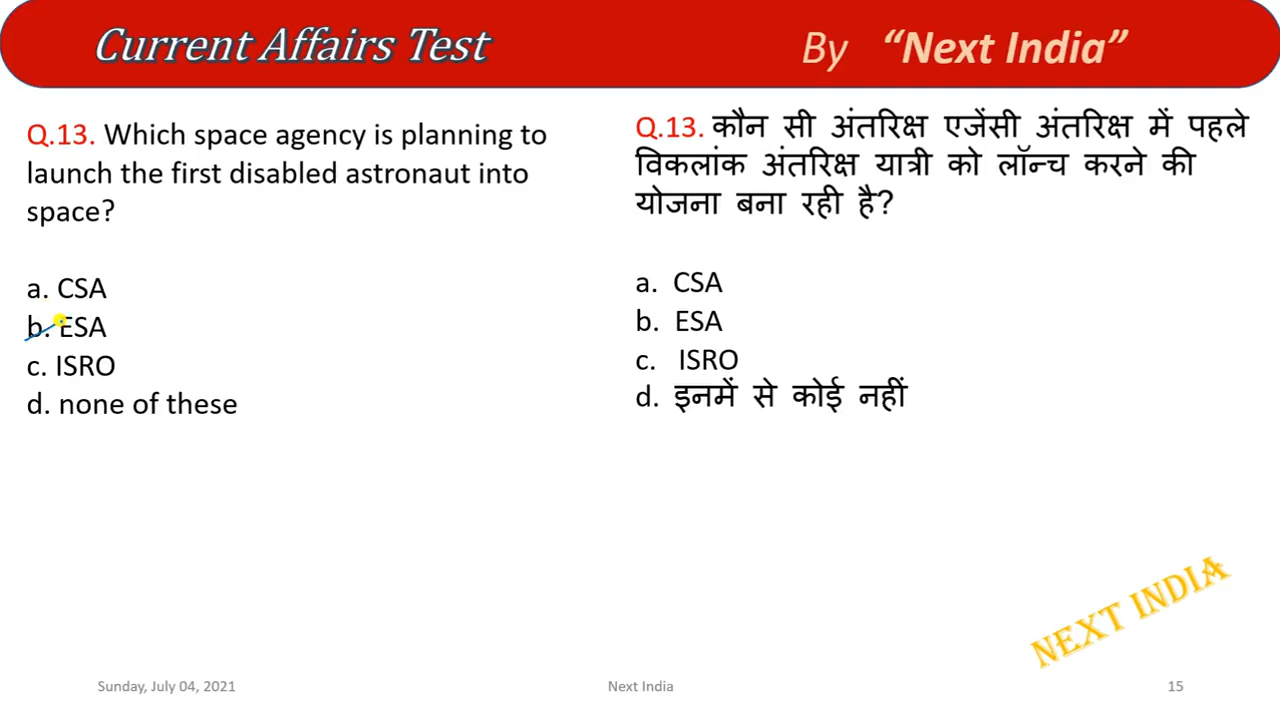 Current Affairs Test
By “Next India”
Q.13. Which space agency is planning to
launch the first disabled astronaut into
space?
a. CSA
b. ESA
c. ISRO
d. none of these
Q.13. कौन सी अंतरिक्ष एजेंसी अंतरिक्ष में पहले
विकलांक अंतरिक्ष यात्री को लॉन्च करने की
योजना बना रही है?
a. CSA
b. ESA
c. ISRO
d. इनमें से कोई नहीं
NEXT INDIA
Sunday, July 04, 2021
Next India
15